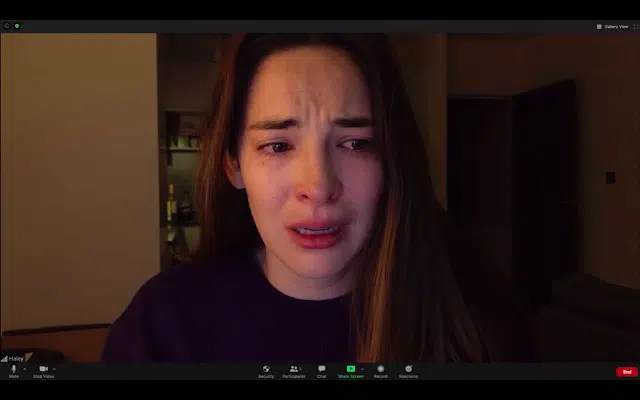 Gallery View
Haley
Mute
Stop Video
Security
Participants
Chat
Share Screen
Record
Reactions
End